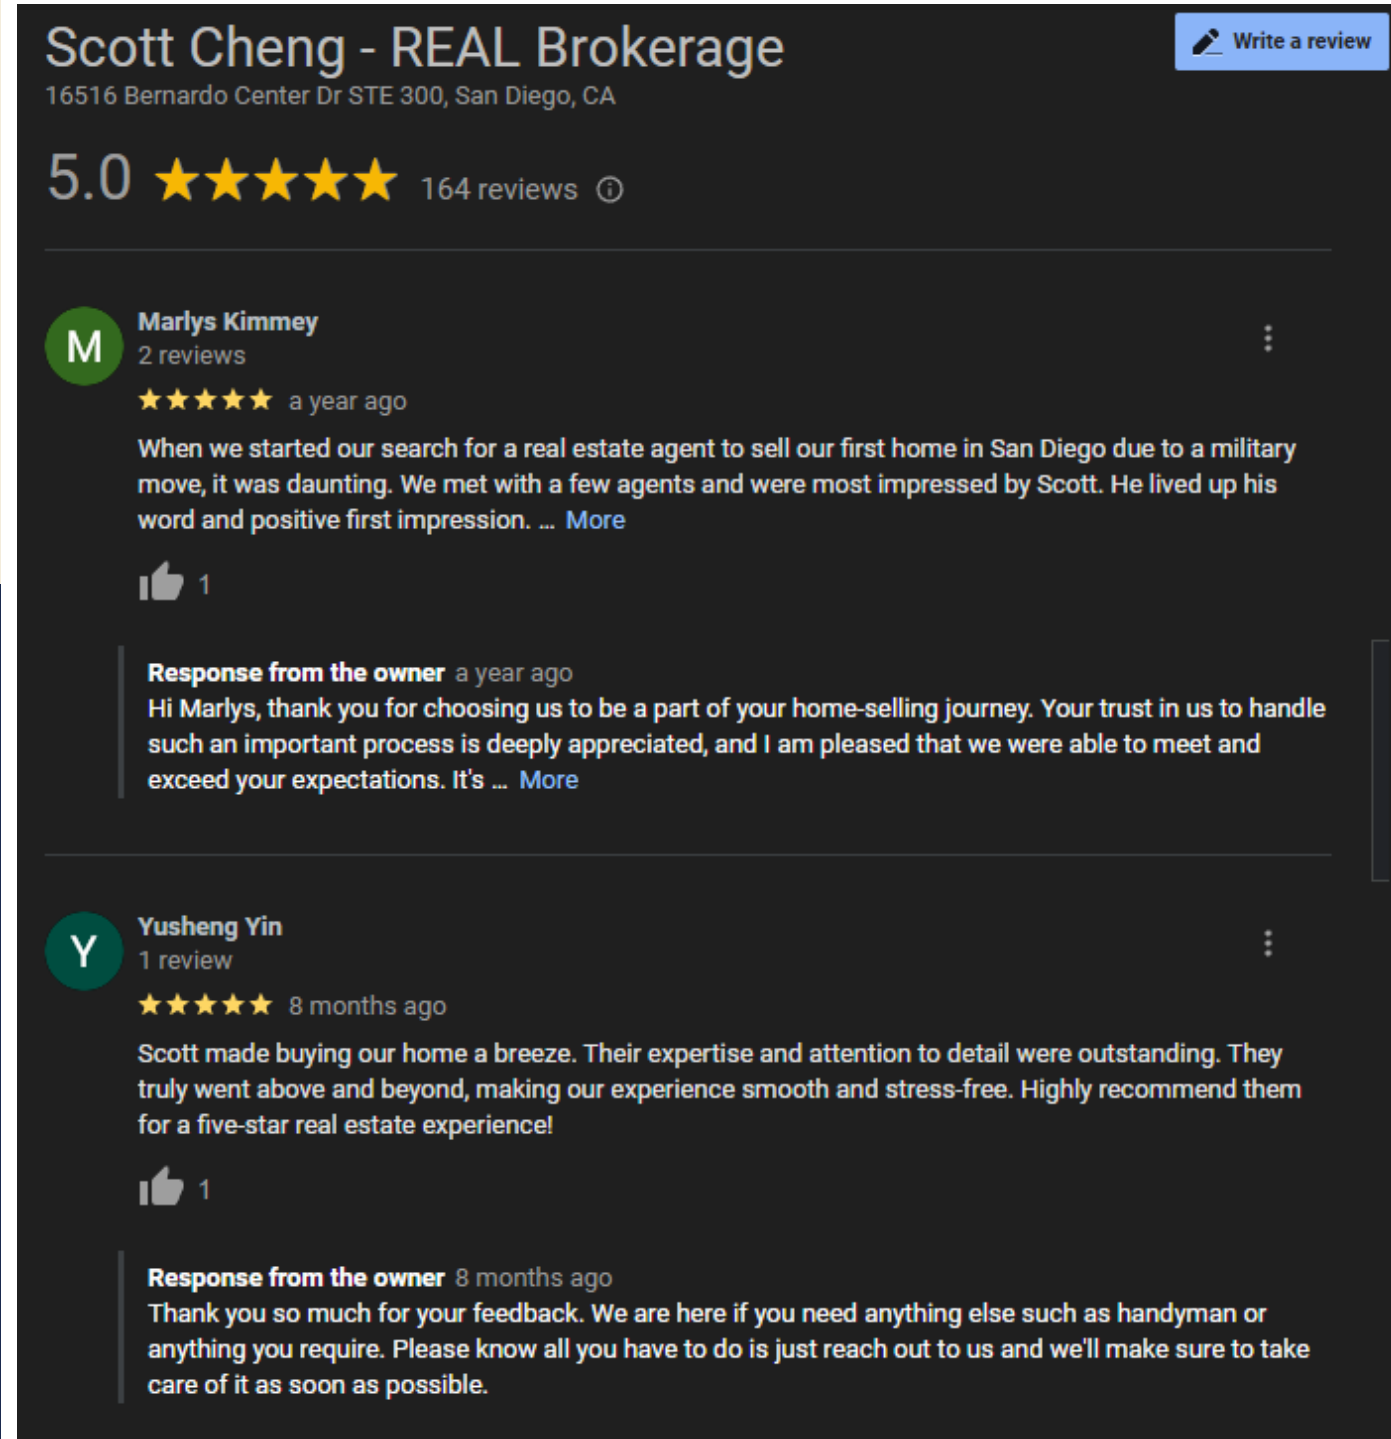 Scott Cheng - REAL Brokerage
Write a review
16516 Bernardo Center Dr STE 300, San Diego, CA
5.0 164 reviews
M
Marlys Kimmey
2 reviews
a year ago
When we started our search for a real estate agent to sell our first home in San Diego due to a military
move, it was daunting. We met with a few agents and were most impressed by Scott. He lived up his
word and positive first impression. ... More
1
Response from the owner a year ago
Hi Marlys, thank you for choosing us to be a part of your home-selling journey. Your trust in us to handle
such an important process is deeply appreciated, and I am pleased that we were able to meet and
exceed your expectations. It's ... More
Y
Yusheng Yin
1 review
8 months ago
Scott made buying our home a breeze. Their expertise and attention to detail were outstanding. They
truly went above and beyond, making our experience smooth and stress-free. Highly recommend them
for a five-star real estate experience!
1
Response from the owner 8 months ago
Thank you so much for your feedback. We are here if you need anything else such as handyman or
anything you require. Please know all you have to do is just reach out to us and we'll make sure to take
care of it as soon as possible.